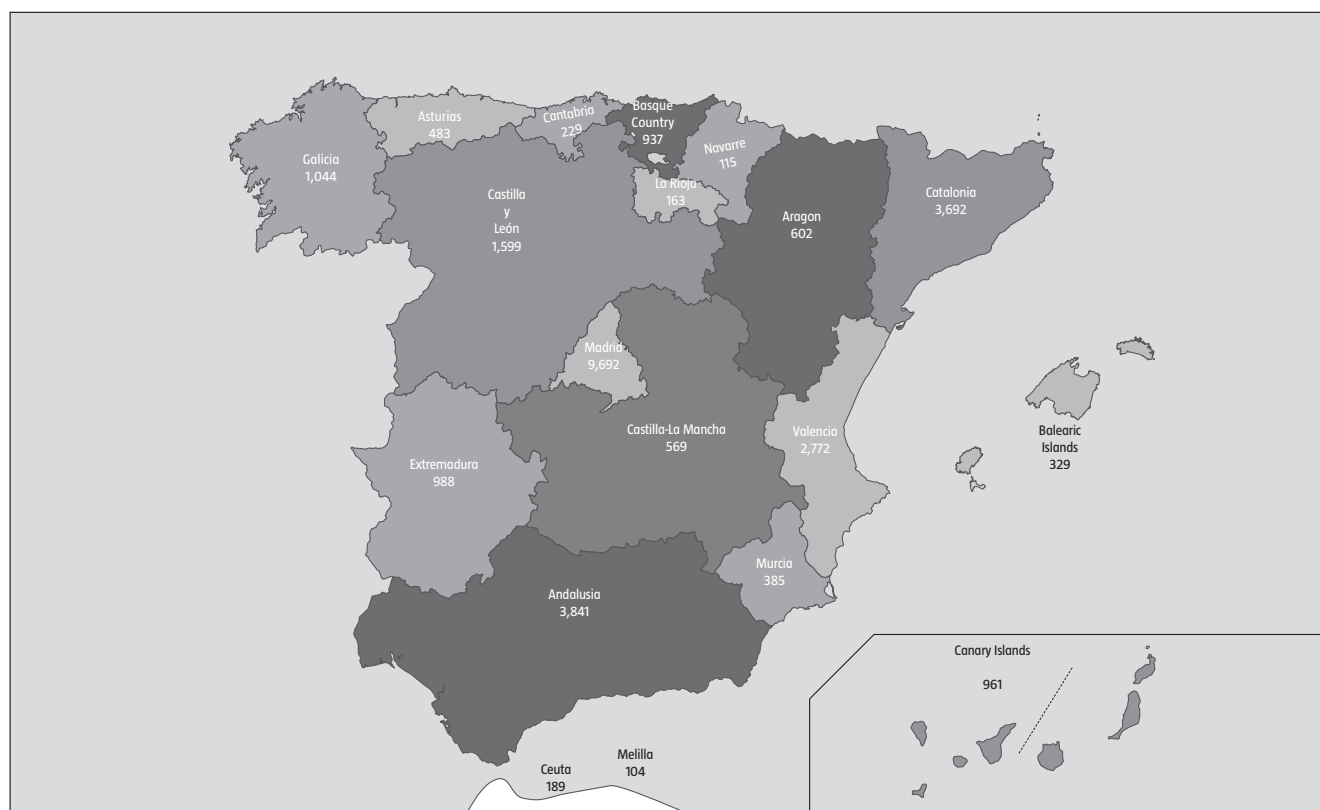 Basque
Country
937
Asturias
483
Cantabria
229
Navarre
115
Galicia
1,044
La Rioja
163
Castilla
y
León
1,599
Aragon
602
Catalonia
3,692
Madrid
9,692
Castilla-La Mancha
569
Valencia
2,772
Balearic
Islands
329
Extremadura
988
Murcia
385
Andalusia
3,841
Canary Islands
961
Melilla
104
Ceuta
189